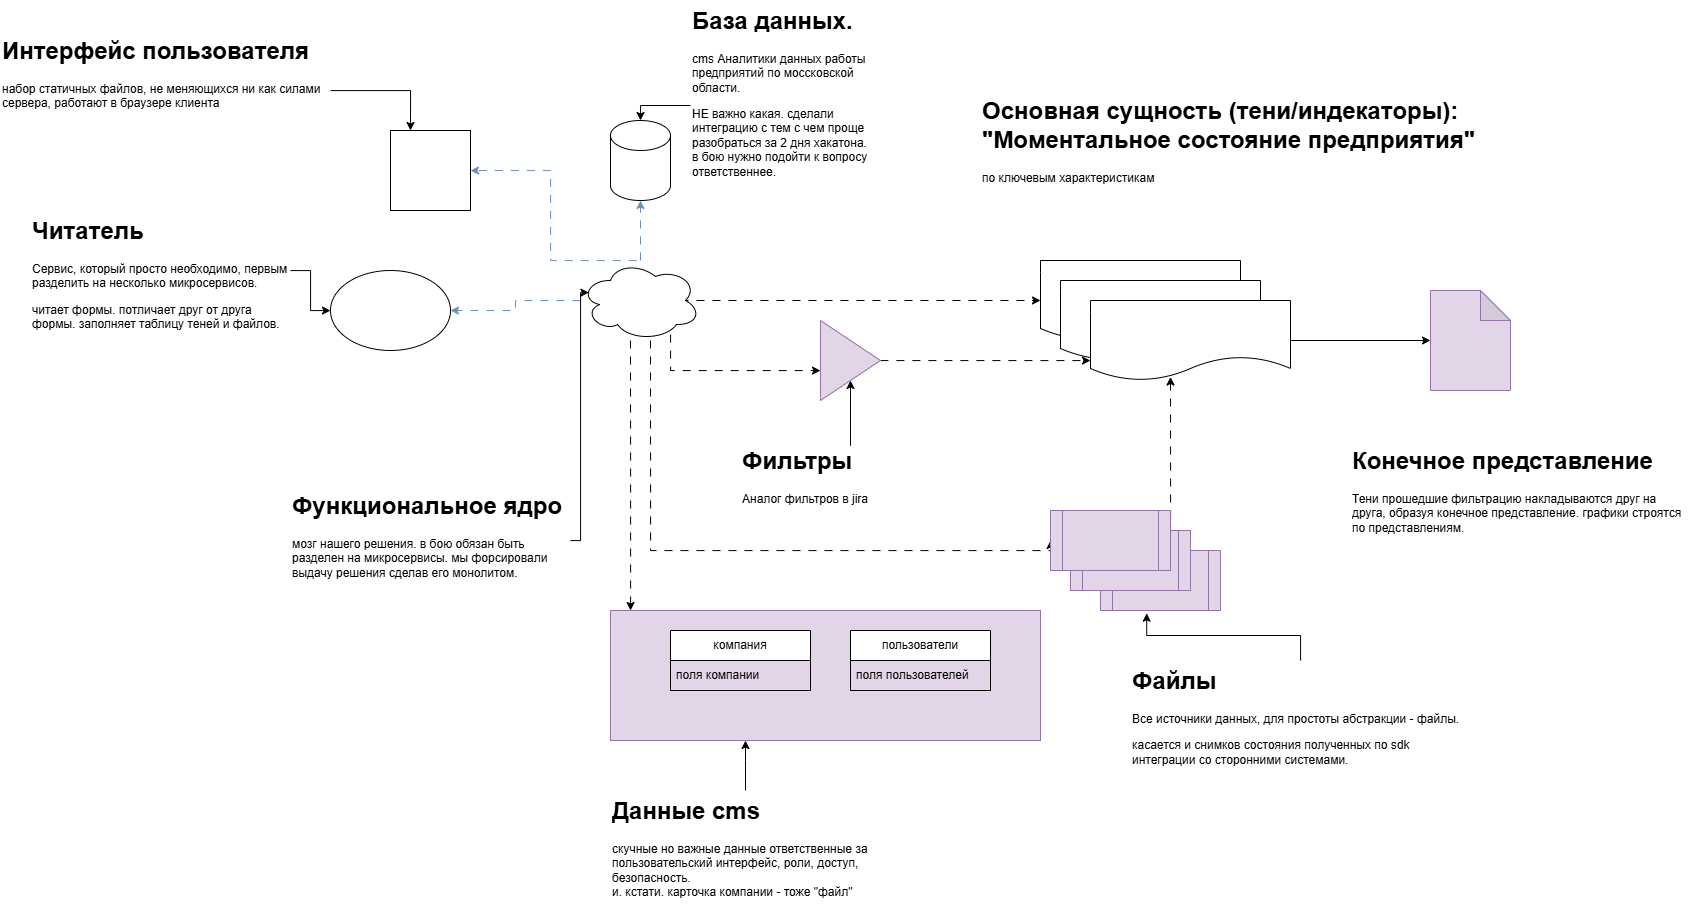 База данных.
cms Аналитики данных работы
предприятий по моссковской
области.
НЕ важно какая. сделали
интеграцию с тем с чем проще
разобраться за 2 дня хакатона.
в бою нужно подойти к вопросу
ответственнее.
Интерфейс пользователя
набор статичных файлов, не меняющихся ни как силами
сервера, работают в браузере клиента
Основная сущность (тени/индекаторы):
"Моментальное состояние предприятия"
по ключевым характеристикам
Читатель
Сервис, который просто необходимо, первым
разделить на несколько микросервисов.
читает формы. потличает друг от друга
формы. заполняет таблицу теней и файлов.
Фильтры
Аналог фильтров в jira
Конечное представление
Тени прошедшие фильтрацию накладываются друг на
друга, образуя конечное представление. графики строятся
по представлениям.
Функциональное ядро
мозг нашего решения. в бою обязан быть
разделен на микросервисы. мы форсировали
выдачу решения сделав его монолитом.
компания
поля компании
пользователи
поля пользователей
Файлы
Все источники данных, для простоты абстракции - файлы.
касается и снимков состояния полученных по sdk
интеграции со сторонними системами.
Данные cms
скучные но важные данные ответственные за
пользовательский интерфейс, роли, доступ,
безопасность.
и. кстати. карточка компании - тоже "файл"